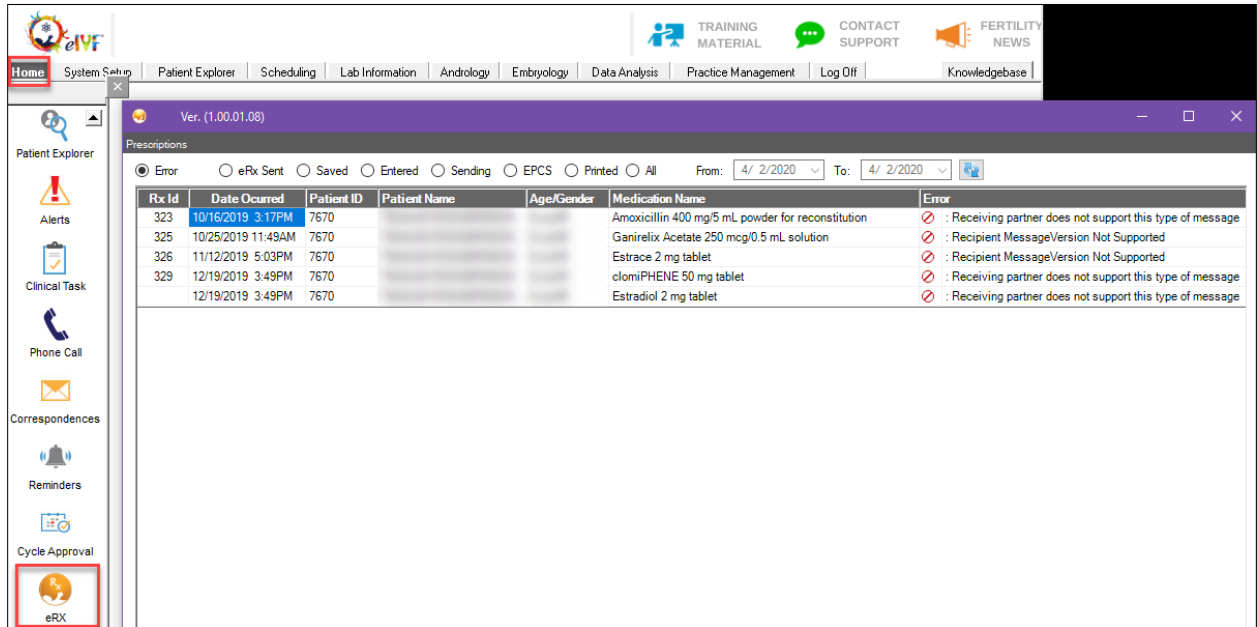 eIVF
TRAINING MATERIAL
CONTACT SUPPORT
FERTILITY NEWS
Home System Setup Patient Explorer Scheduling Lab Information Andrology Embryology Data Analysis Practice Management Log Off Knowledgebase
Ver. (1.00.01.08)
Prescriptions
Error eRx Sent Saved Entered Sending EPCS Printed All From: 4/ 2/2020 To: 4/ 2/2020
Rx Id Date Ocurred Patient ID Patient Name Age/Gender Medication Name Error
323 10/16/2019 3:17PM 7670 Amoxicillin 400 mg/5 mL powder for reconstitution : Receiving partner does not support this type of message
325 10/25/2019 11:49AM 7670 Ganirelix Acetate 250 mcg/0.5 mL solution : Recipient MessageVersion Not Supported
326 11/12/2019 5:03PM 7670 Estrace 2 mg tablet : Recipient MessageVersion Not Supported
329 12/19/2019 3:49PM 7670 clomiPHENE 50 mg tablet : Receiving partner does not support this type of message
12/19/2019 3:49PM 7670 Estradiol 2 mg tablet : Receiving partner does not support this type of message
Patient Explorer
Alerts
Clinical Task
Phone Call
Correspondences
Reminders
Cycle Approval
Rx
eRX